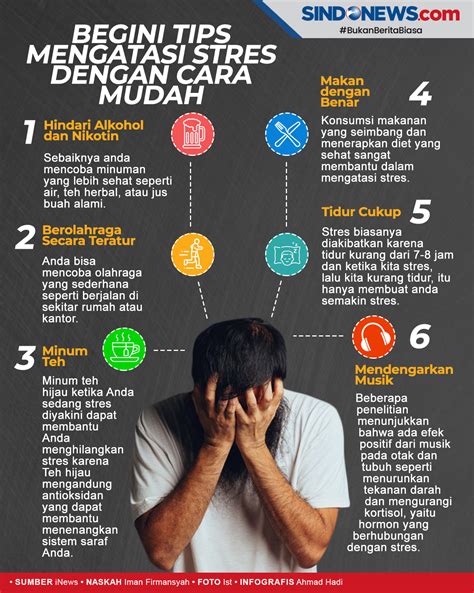 SINDONEWS.com
#BukanBeritaBiasa
BEGINI TIPS
MENGATASI STRES
DENGAN CARA
MUDAH
1
Hindari Alkohol
dan Nikotin
Sebaiknya anda
mencoba minuman
yang lebih sehat seperti
air, teh herbal, atau jus
buah alami.
2
Berolahraga
Secara Teratur
Anda bisa
mencoba olahraga
yang sederhana
seperti berjalan di
sekitar rumah atau
kantor.
3
Minum
Teh
Minum teh
hijau ketika Anda
sedang stres
diyakini dapat
membantu
Anda
menghilangkan
stres karena
Teh hijau
mengandung
antioksidan
yang dapat
membantu
menenangkan
sistem saraf
Anda.
Makan
dengan
Benar
4
Konsumsi makanan
yang seimbang dan
menerapkan diet yang
sehat sangat
membantu dalam
mengatasi stres.
Tidur Cukup
5
Stres biasanya
diakibatkan karena
tidur kurang dari 7-8 jam
dan ketika kita stres,
lalu kita kurang tidur, itu
hanya membuat anda
semakin stres.
6
Mendengarkan
Musik
Beberapa
penelitian
menunjukkan
bahwa ada efek
positif dari musik
pada otak dan
tubuh seperti
menurunkan
tekanan darah
dan mengurangi
kortisol, yaitu
hormon yang
berhubungan
dengan stres.
• SUMBER iNews • NASKAH Iman Firmansyah • FOTO Ist • INFOGRAFIS Ahmad Hadi